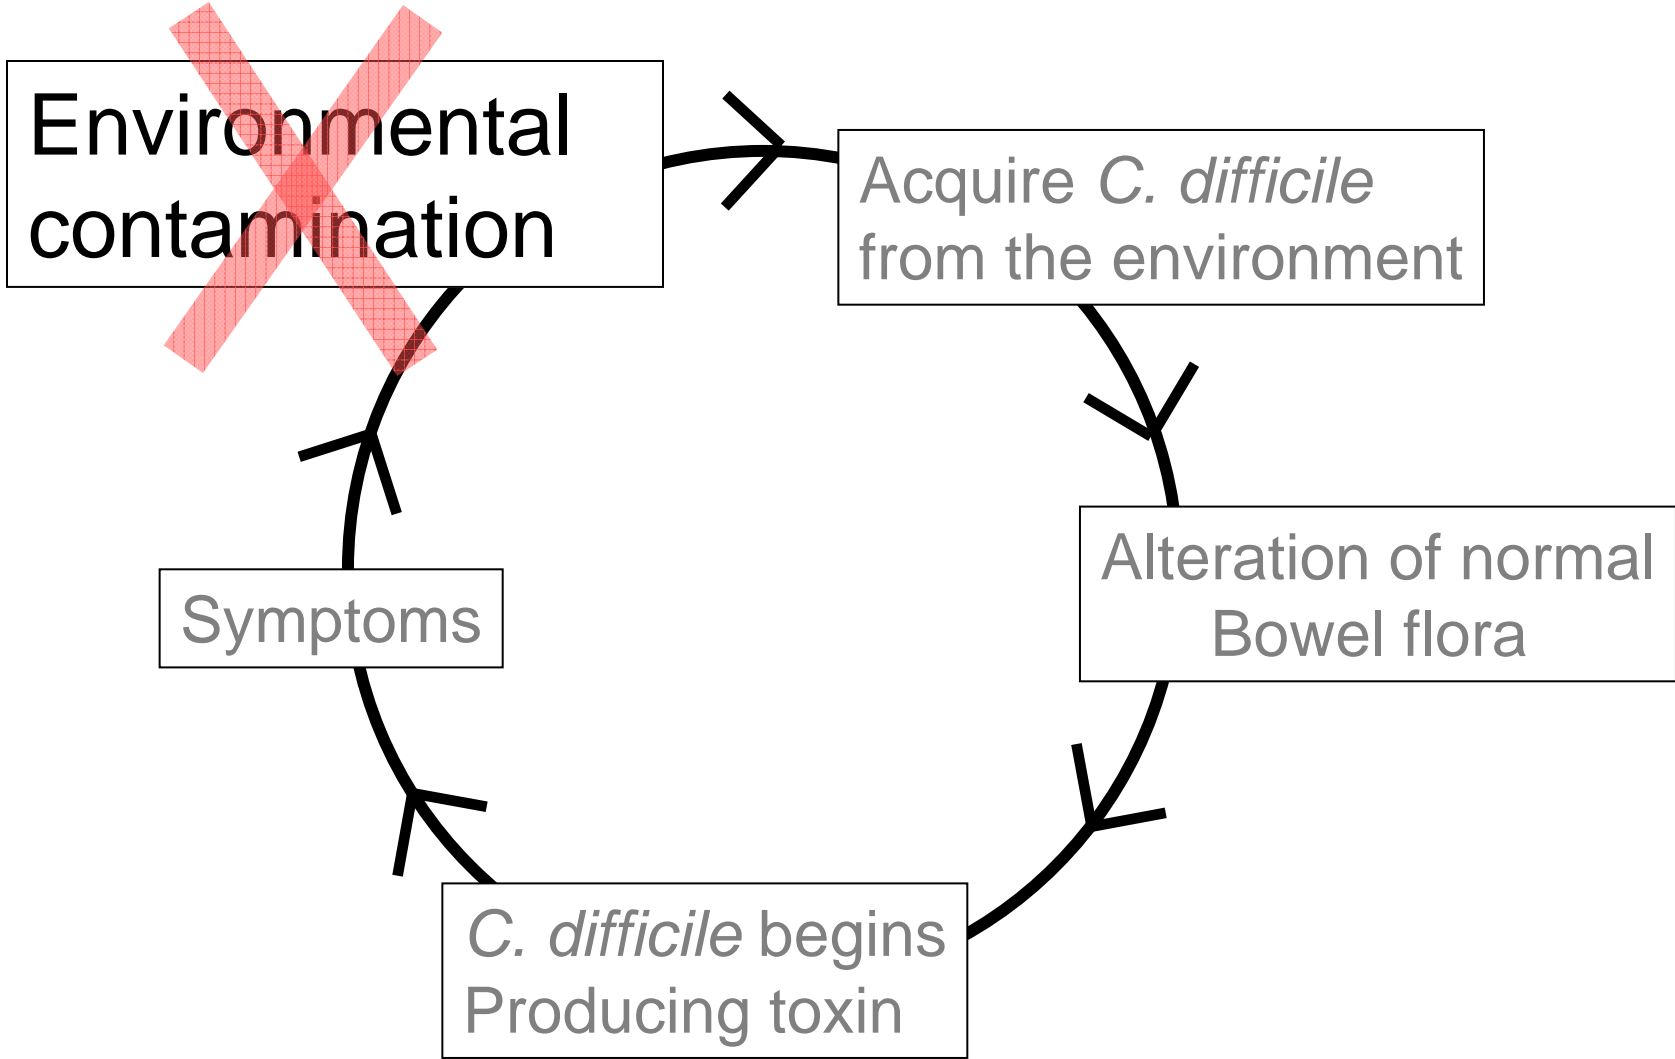 Environmental
contamination
Acquire C. difficile
from the environment
Alteration of normal
Bowel flora
C. difficile begins
Producing toxin
Symptoms